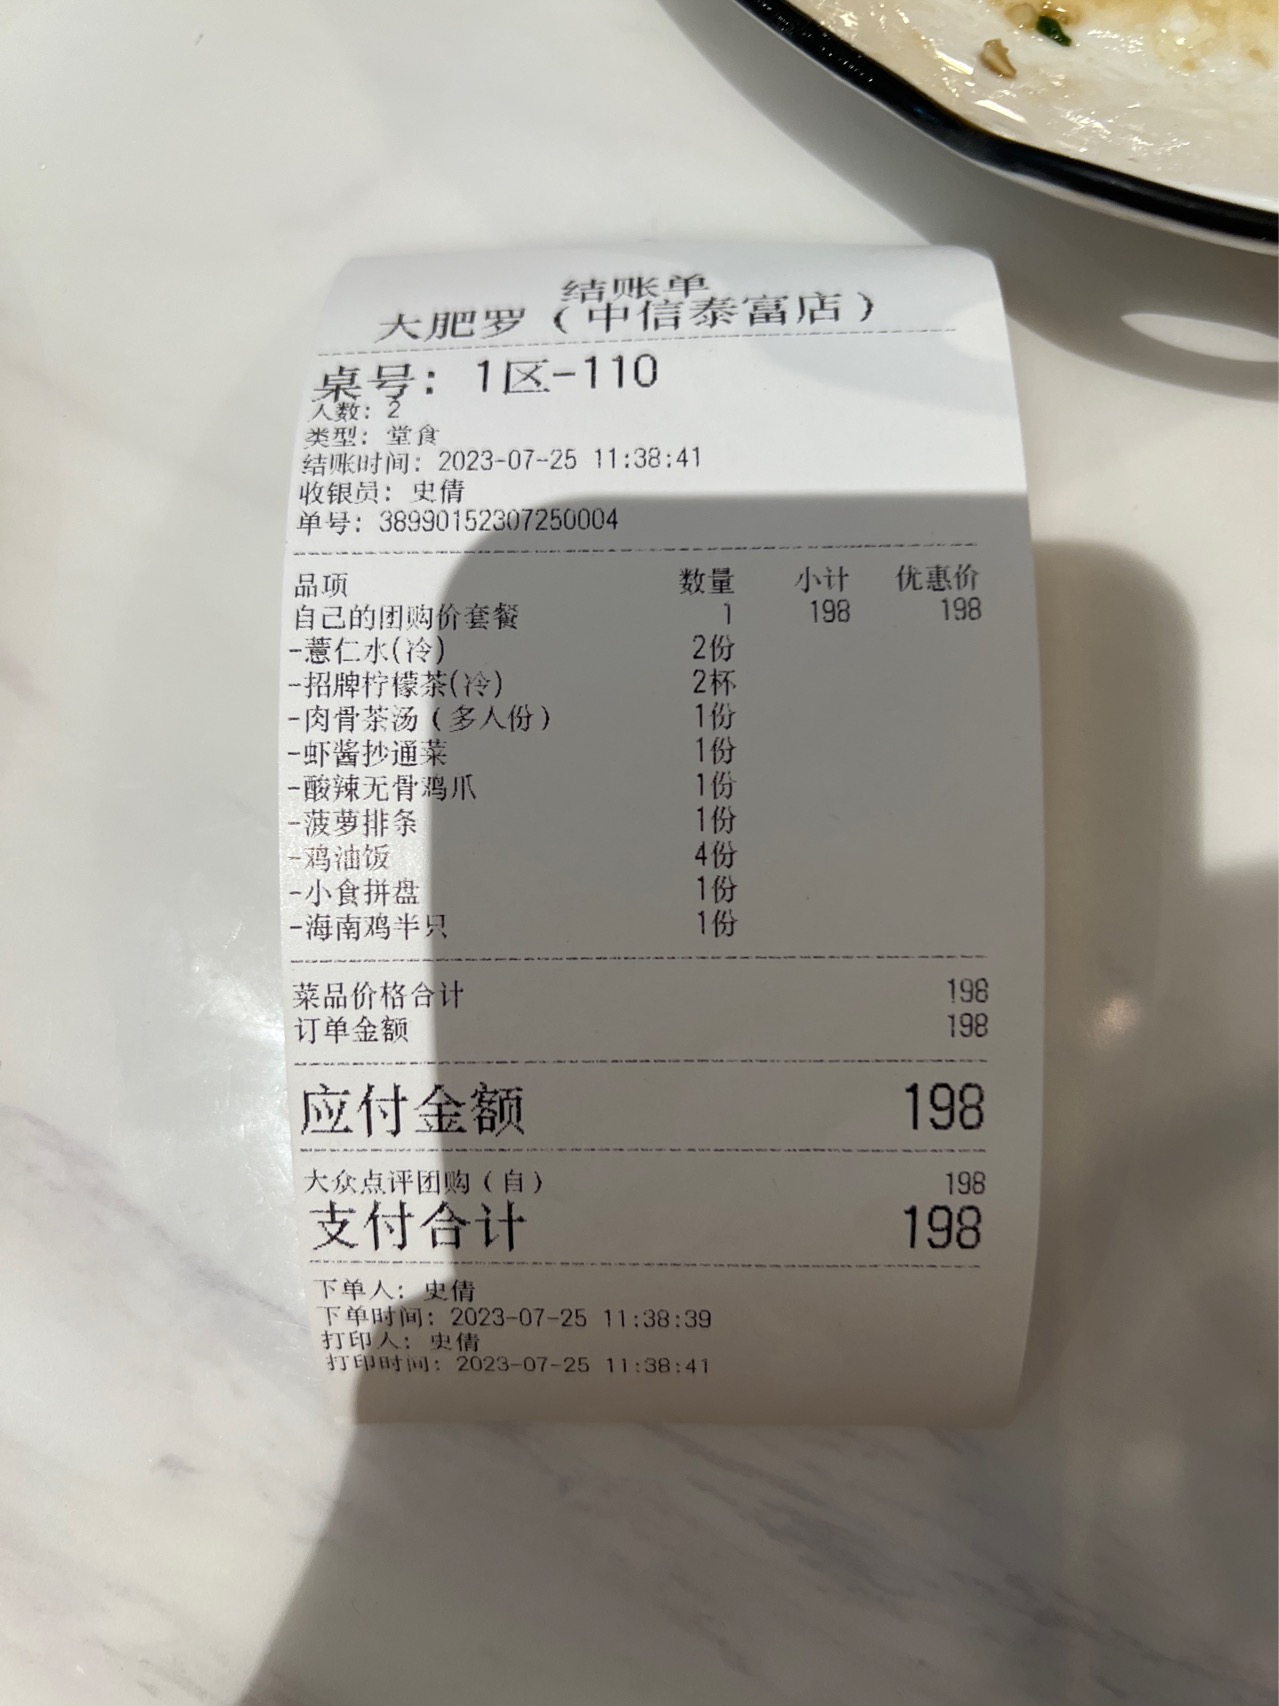 结账单
大肥罗（中信泰富店）
桌号: 1区-110
人数: 2
类型: 堂食
结账时间: 2023-07-25 11:38:41
收银员: 史倩
单号: 38990152307250004
品项 数量 小计 优惠价
自己的团购价套餐 1 198 198
-薏仁水(冷) 2份
-招牌柠檬茶(冷) 2杯
-肉骨茶汤（多人份） 1份
-虾酱抄通菜 1份
-酸辣无骨鸡爪 1份
-菠萝排条 1份
-鸡油饭 4份
-小食拼盘 1份
-海南鸡半只 1份
菜品价格合计 198
订单金额 198
应付金额 198
大众点评团购（自） 198
支付合计 198
下单人: 史倩
下单时间: 2023-07-25 11:38:39
打印人: 史倩
打印时间: 2023-07-25 11:38:41